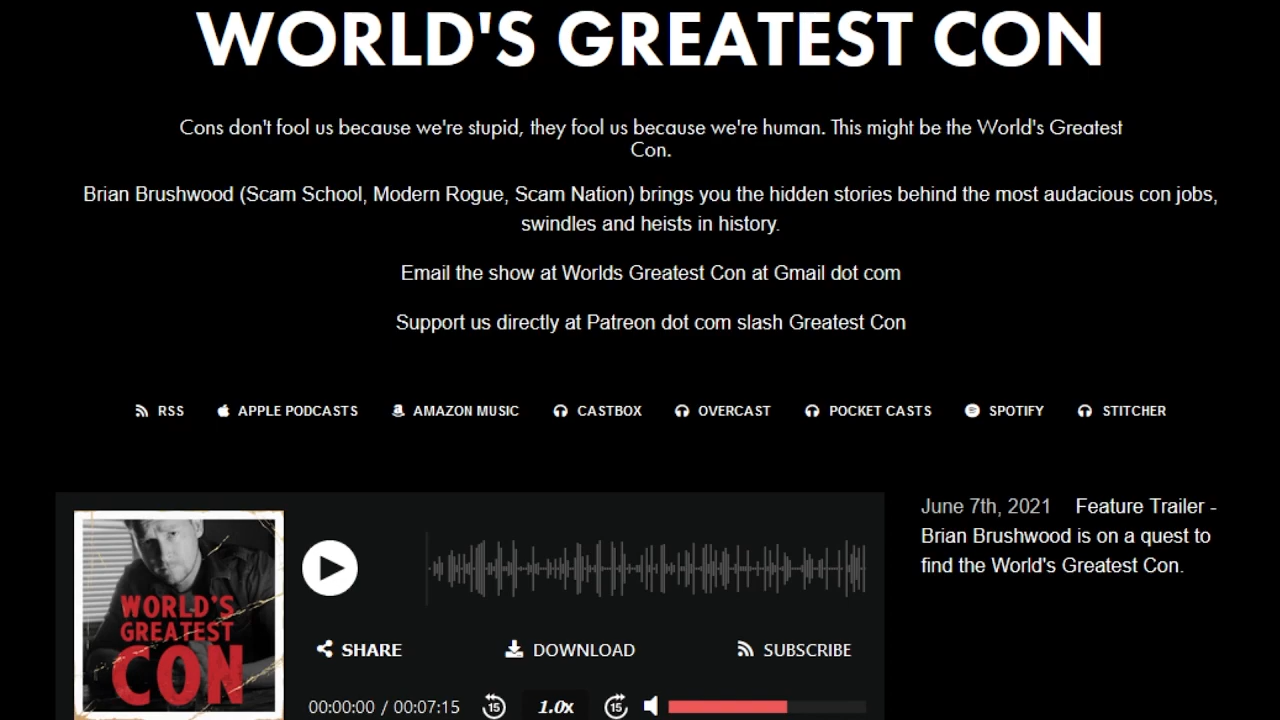 WORLD'S GREATEST CON
Cons don't fool us because we're stupid, they fool us because we're human. This might be the World's Greatest
Con.
Brian Brushwood (Scam School, Modern Rogue, Scam Nation) brings you the hidden stories behind the most audacious con jobs,
swindles and heists in history.
Email the show at Worlds Greatest Con at Gmail dot com
Support us directly at Patreon dot com slash Greatest Con
RSS APPLE PODCASTS AMAZON MUSIC CASTBOX OVERCAST POCKET CASTS SPOTIFY STITCHER
WORLD'S
GREATEST
CON
SHARE DOWNLOAD SUBSCRIBE
00:00:00 / 00:07:15 15 1.0x 15
June 7th, 2021 Feature Trailer -
Brian Brushwood is on a quest to
find the World's Greatest Con.